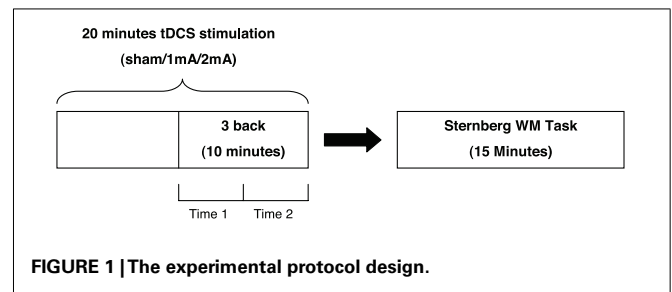 20 minutes tDCS stimulation
(sham/1mA/2mA)
3 back
(10 minutes)
Sternberg WM Task
(15 Minutes)
Time 1
Time 2
FIGURE 1 | The experimental protocol design.